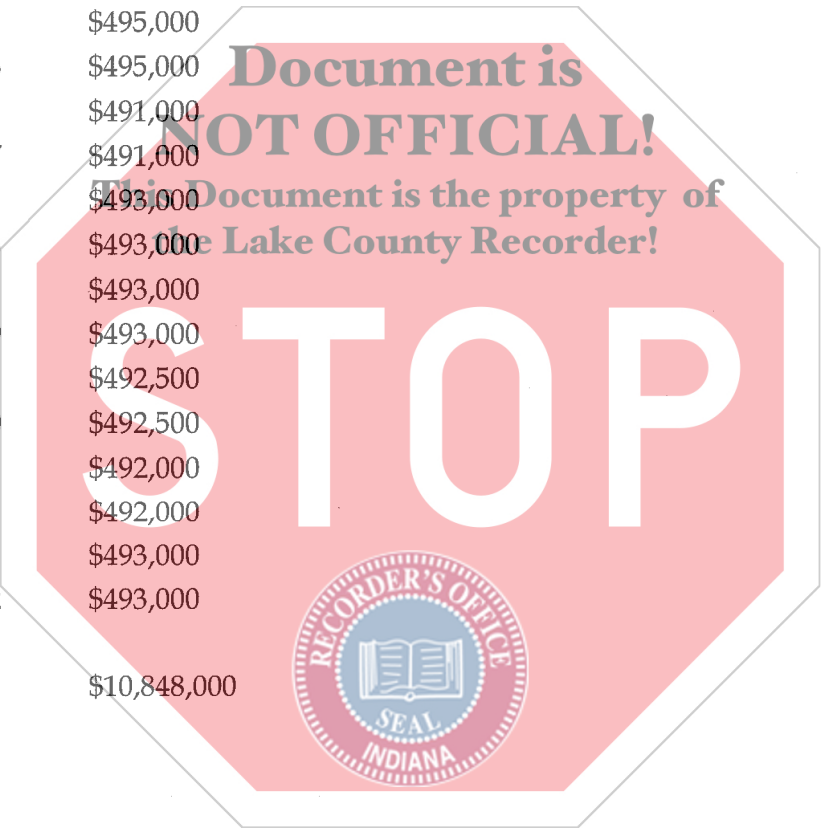 $495,000
$495,000
Document is
$491,000
NOT OFFICIAL!
$491,000
This Document is the property of
$493,000
the Lake County Recorder!
$493,000
$493,000
$493,000
STOP
$492,500
$492,500
$492,000
$492,000
$493,000
$493,000
RECORDER'S OFFICE
$10,848,000
SEAL
INDIANA